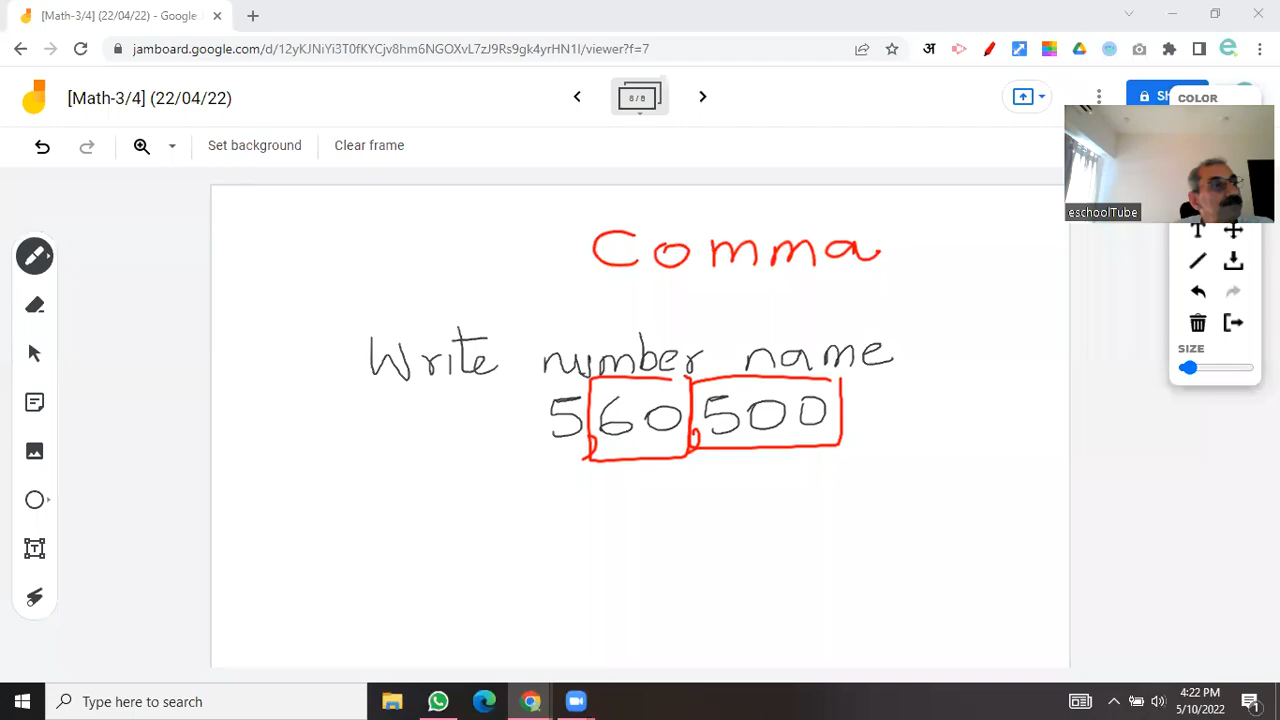 [Math-3/4] (22/04/22) - Google
jamboard.google.com/d/12yKJNiYi3TBtKYCjv8hm6NGOXvL7zJ9Rs9gk4yrHN1I/viewer?f=7
[Math-3/4] (22/04/22)
8/8
Sh
COLOR
Set background
Clear frame
eschoolTube
T
SIZE
Comma
Write number name
5,60,500
T
Type here to search
4:22 PM
5/10/2022